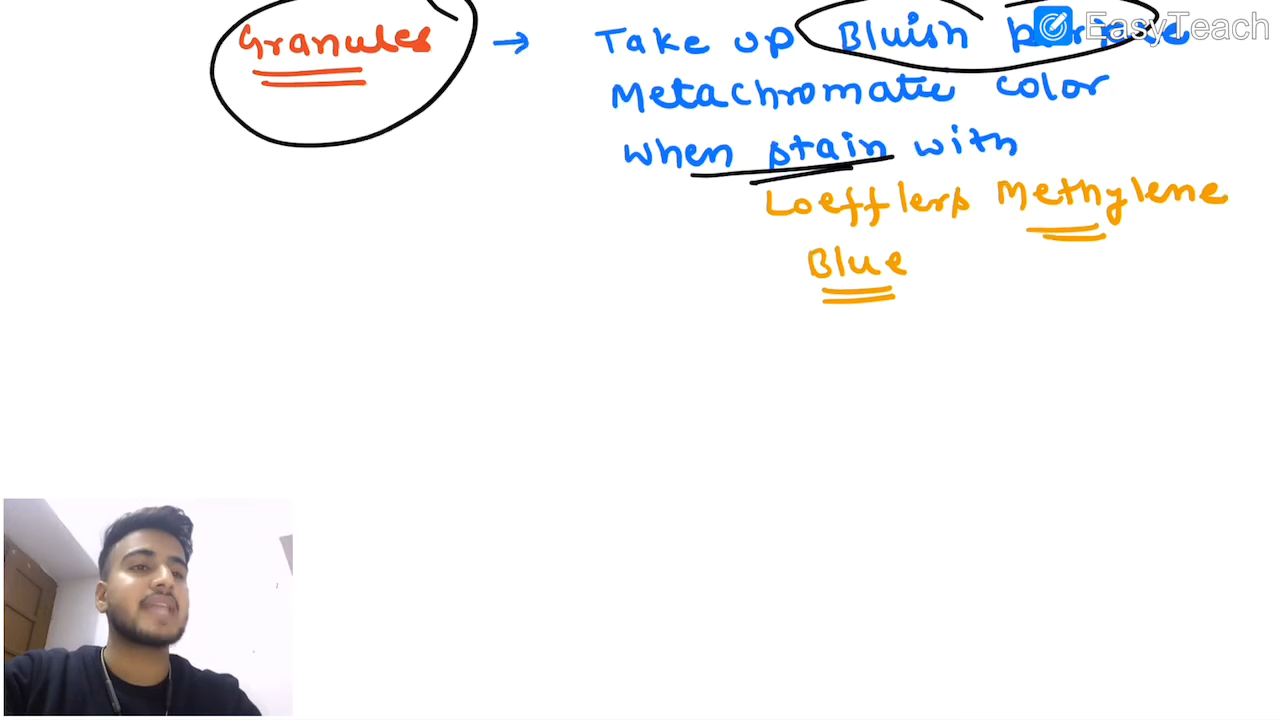 Granules → Take up Bluish
EasyTeach
Metachromatic color
when stain with
Loefflers Methylene
Blue